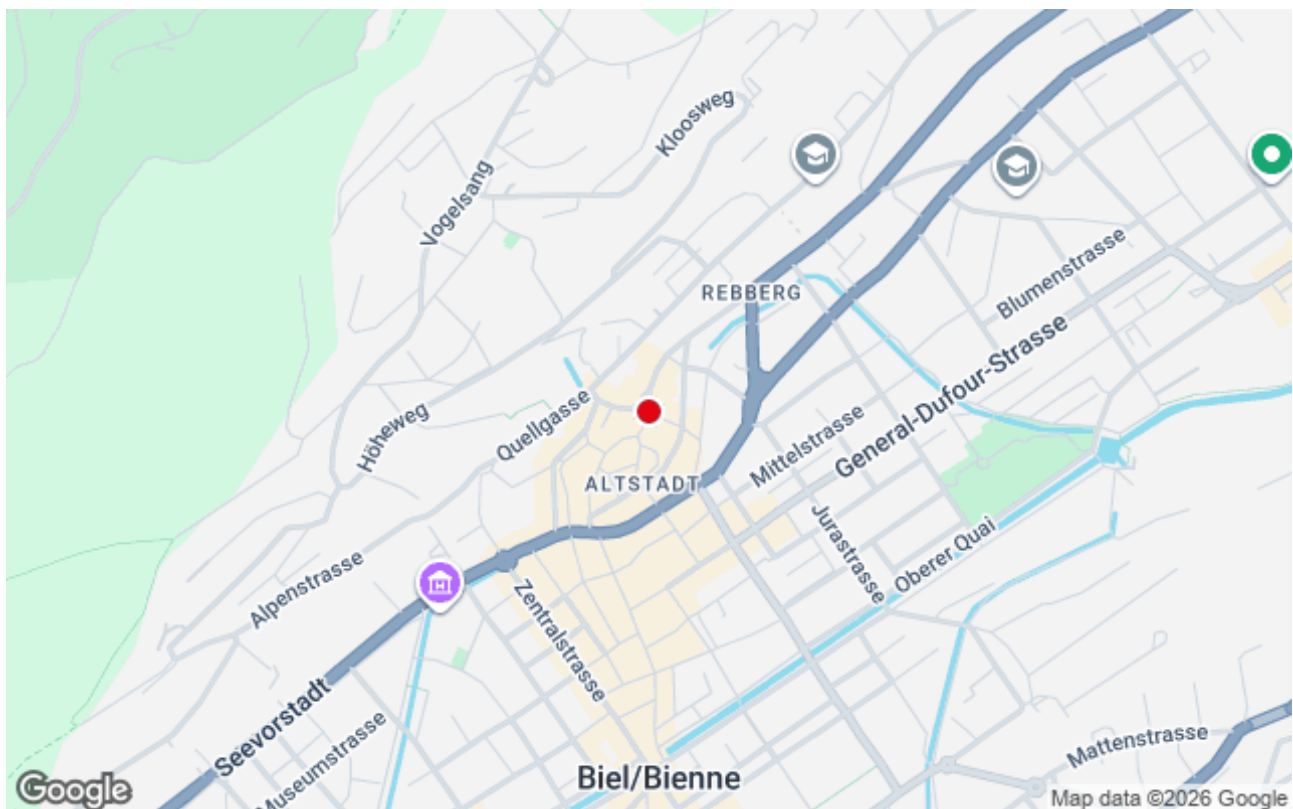 Kloosweg
Vogelsang
REBBERG
Blumenstrasse
General-Dufour-Strasse
Höheweg
Quellgasse
Mittelstrasse
ALTSTADT
Jurastrasse
Oberer Quai
Alpenstrasse
Zentralstrasse
Seevorstadt
Museumstrasse
Mattenstrasse
Biel/Bienne
Google
Map data ©2026 Google